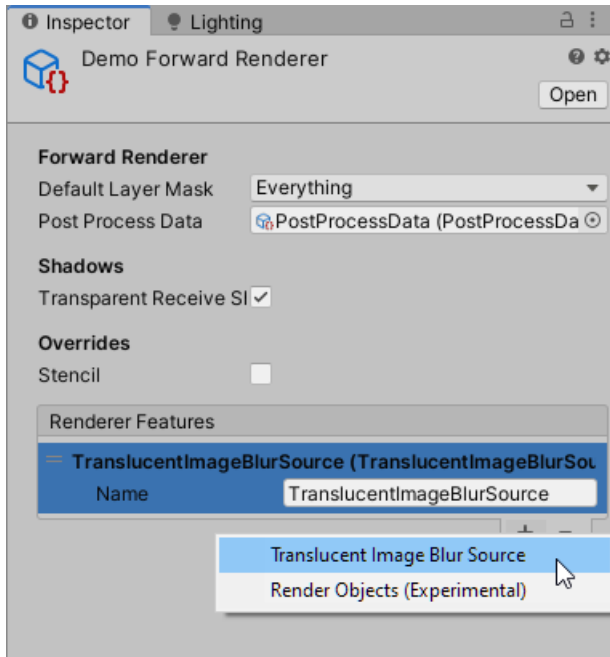 Inspector
Lighting
Demo Forward Renderer
Open
Forward Renderer
Default Layer Mask Everything
Post Process Data PostProcessData (PostProcessDa
Shadows
Transparent Receive SI
Overrides
Stencil
Renderer Features
TranslucentImageBlurSource (TranslucentImageBlurSou
Name TranslucentImageBlurSource
Translucent Image Blur Source
Render Objects (Experimental)